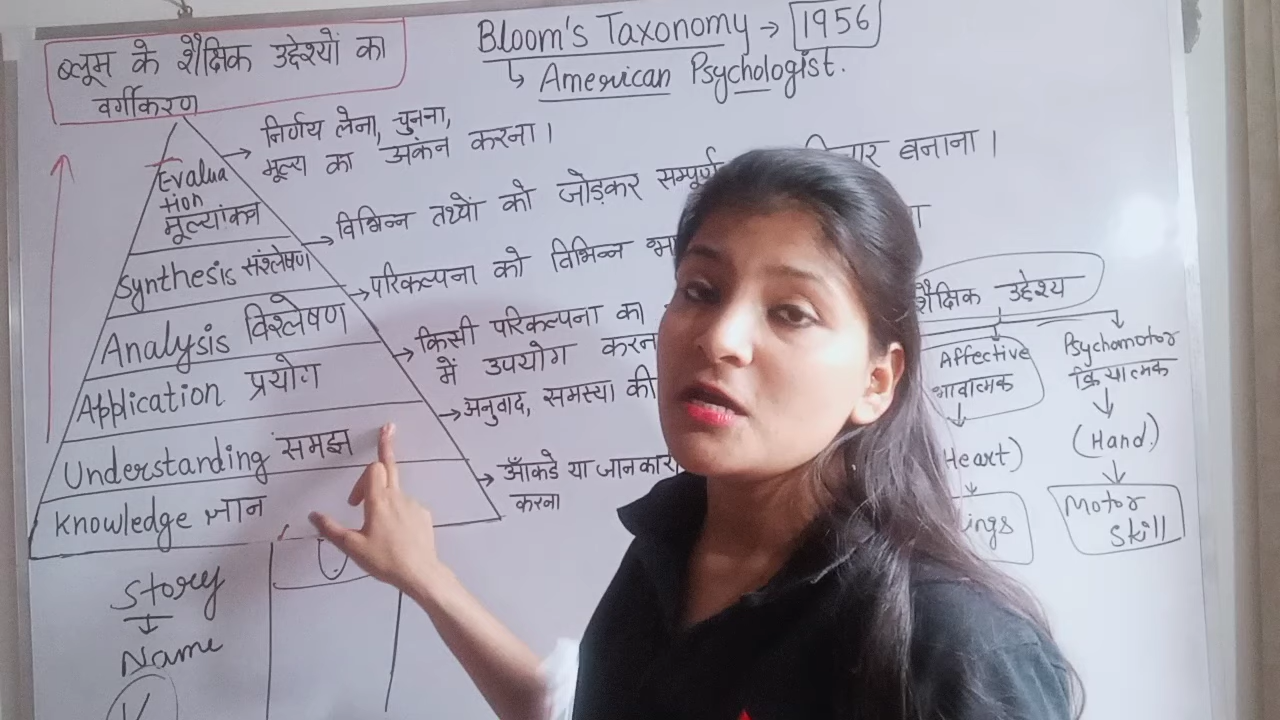 ब्लूम के शैक्षिक उद्देश्यों का
वर्गीकरण
Bloom's Taxonomy → 1956
↳ American Psychologist.
Evalua
tion
मूल्यांकन
→ निर्णय लेना, चुनना,
मूल्य का अंकन करना।
Synthesis संश्लेषण
→ विभिन्न तथ्यों को जोड़कर सम्पूर्ण बनाना।
Analysis विश्लेषण
→ परिकल्पना को विभिन्न
Application प्रयोग
→ किसी परिकल्पना का
में उपयोग
Understanding समझ
→ अनुवाद, समस्या की
Knowledge ज्ञान
→ आँकडे या
करना
Story
↓
Name
शैक्षिक उद्देश्य
Affective
भावात्मक
↓
Heart)
↓
Psychomotor
क्रियात्मक
↓
(Hand)
↓
Motor
Skill